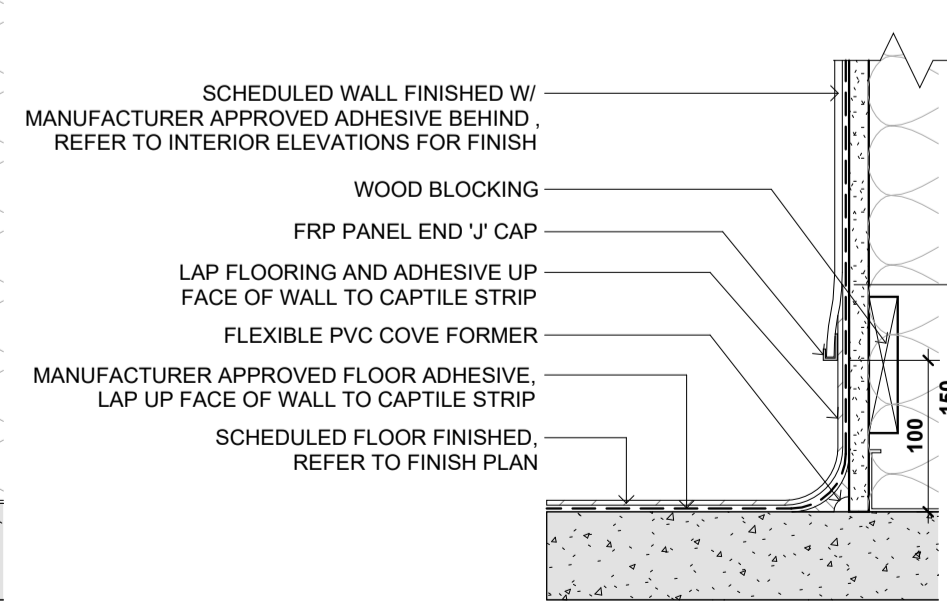 SCHEDULED WALL FINISHED W/
MANUFACTURER APPROVED ADHESIVE BEHIND ,
REFER TO INTERIOR ELEVATIONS FOR FINISH
WOOD BLOCKING
FRP PANEL END 'J' CAP
LAP FLOORING AND ADHESIVE UP
FACE OF WALL TO CAPTILE STRIP
FLEXIBLE PVC COVE FORMER
MANUFACTURER APPROVED FLOOR ADHESIVE,
LAP UP FACE OF WALL TO CAPTILE STRIP
SCHEDULED FLOOR FINISHED,
REFER TO FINISH PLAN
100
150